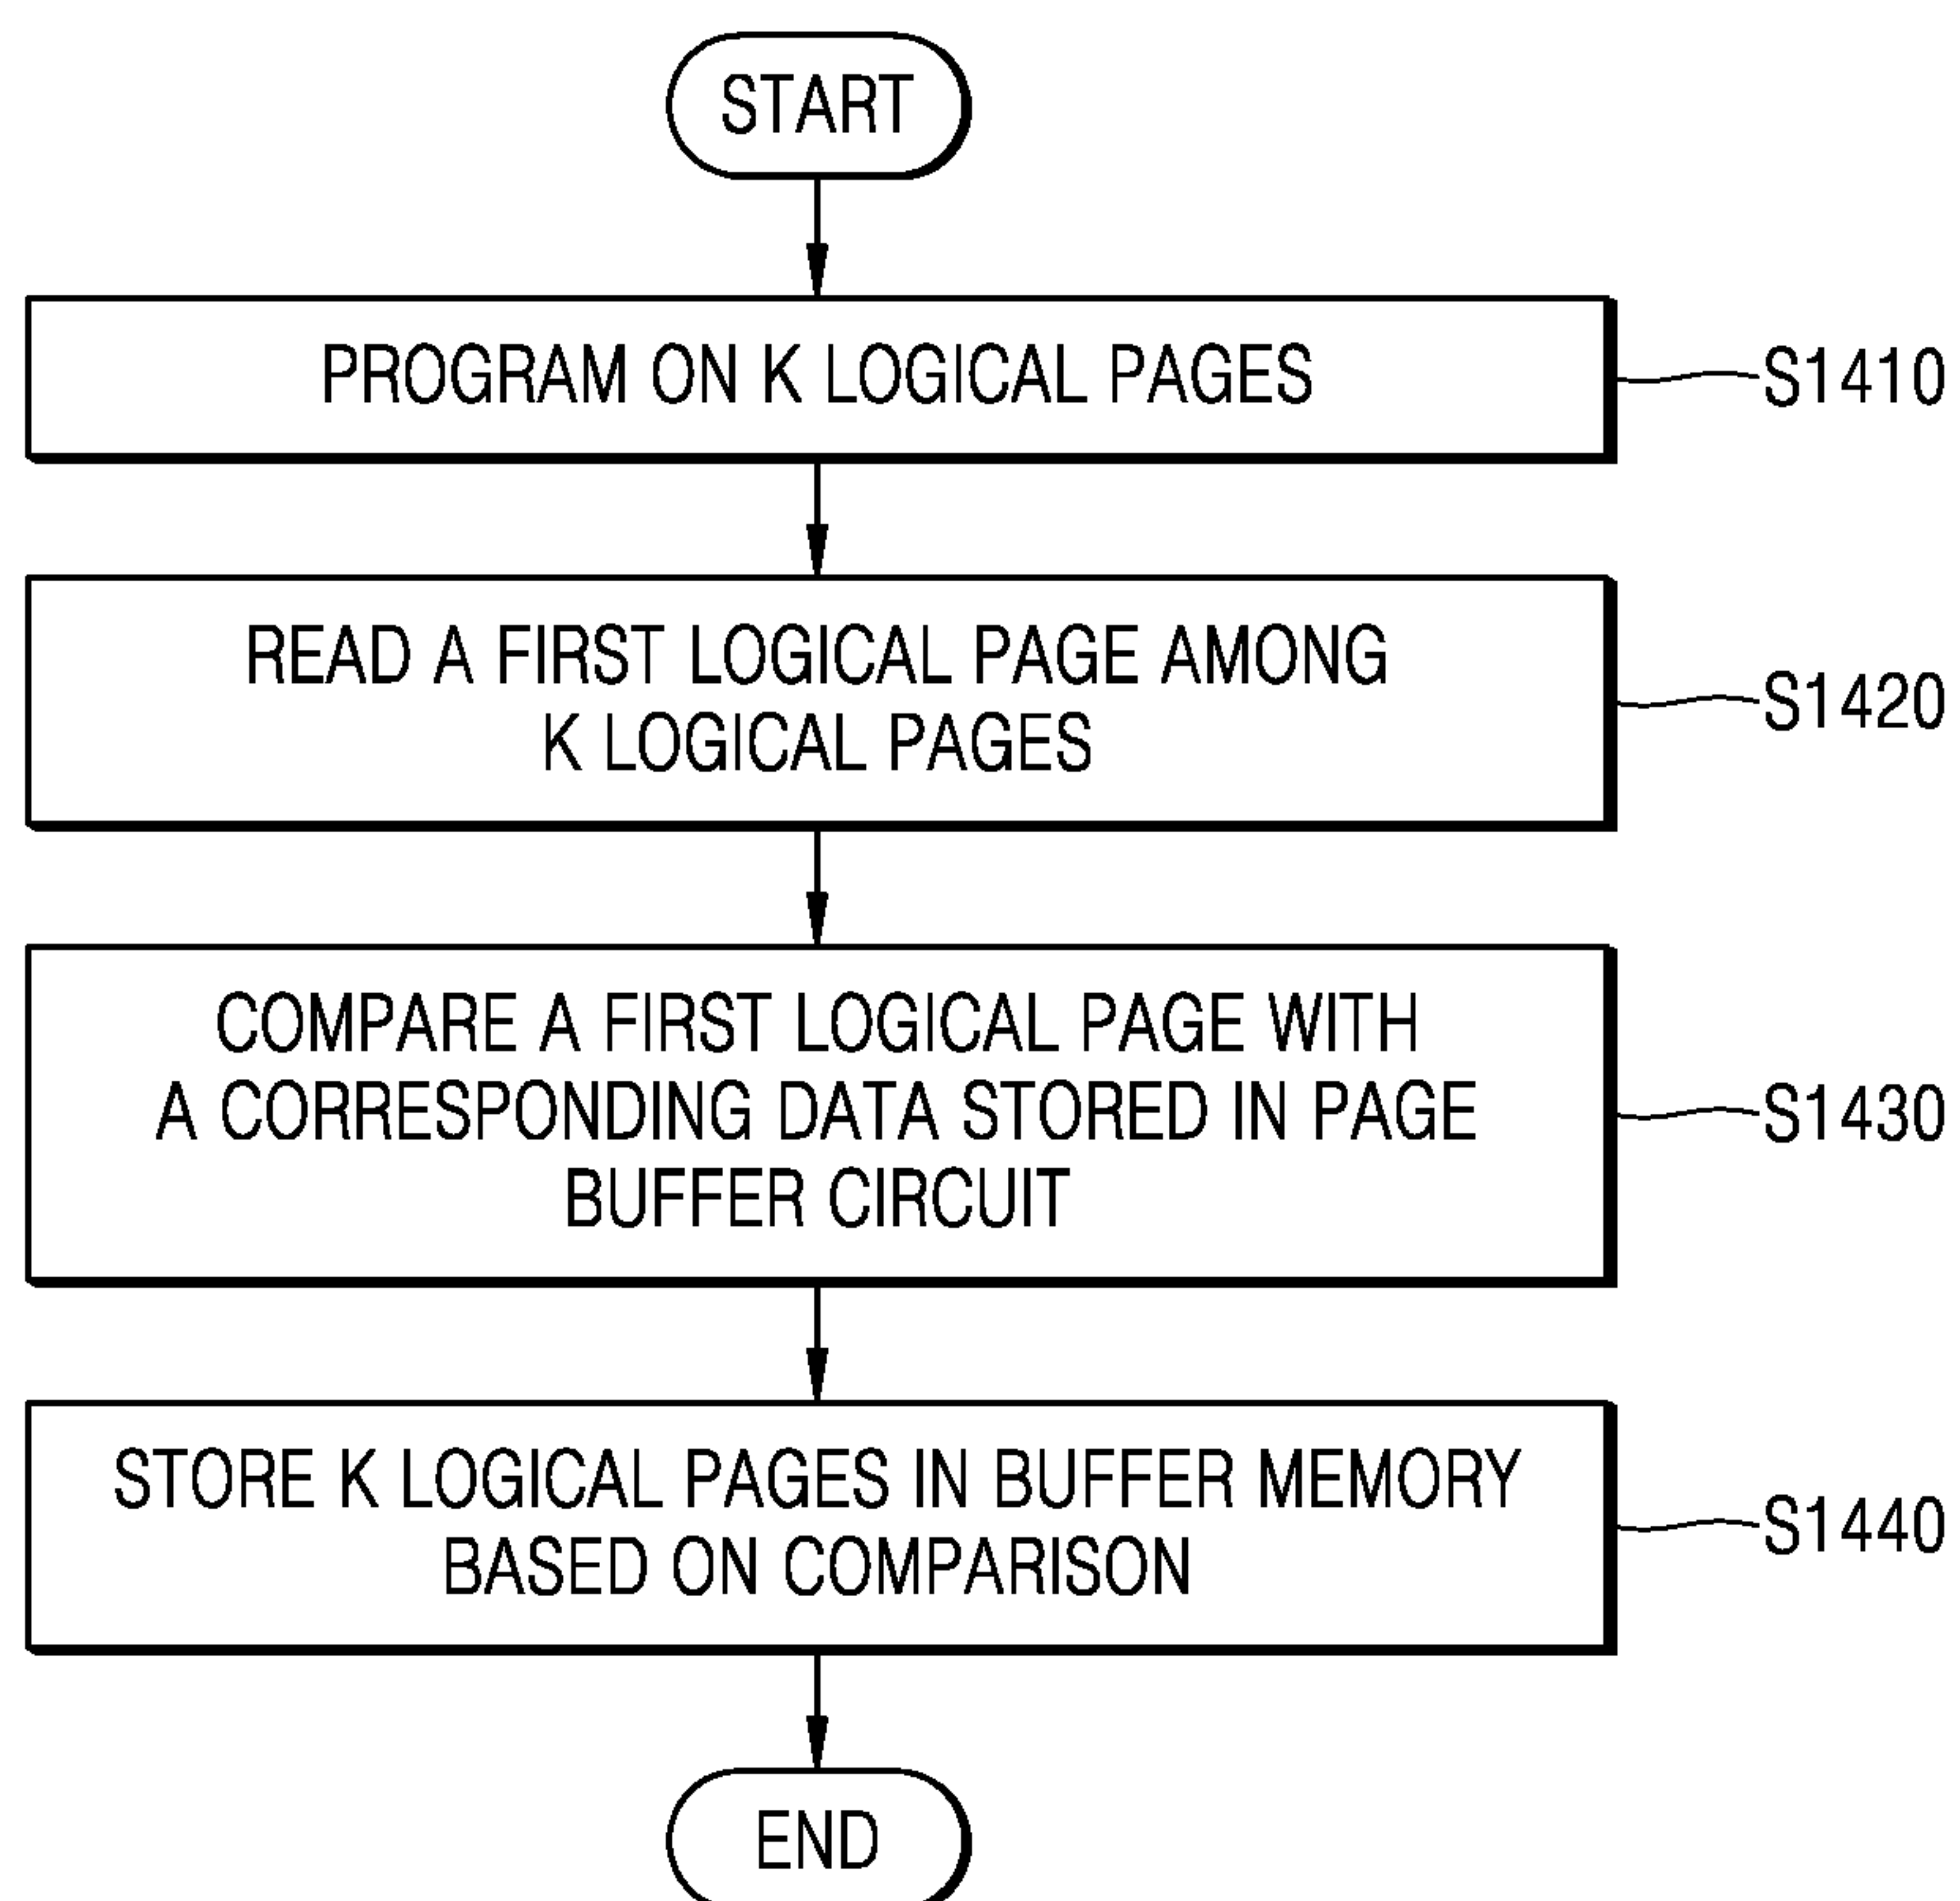 START
PROGRAM ON K LOGICAL PAGES
S1410
READ A FIRST LOGICAL PAGE AMONG
K LOGICAL PAGES
S1420
COMPARE A FIRST LOGICAL PAGE WITH
A CORRESPONDING DATA STORED IN PAGE
BUFFER CIRCUIT
S1430
STORE K LOGICAL PAGES IN BUFFER MEMORY
BASED ON COMPARISON
S1440
END